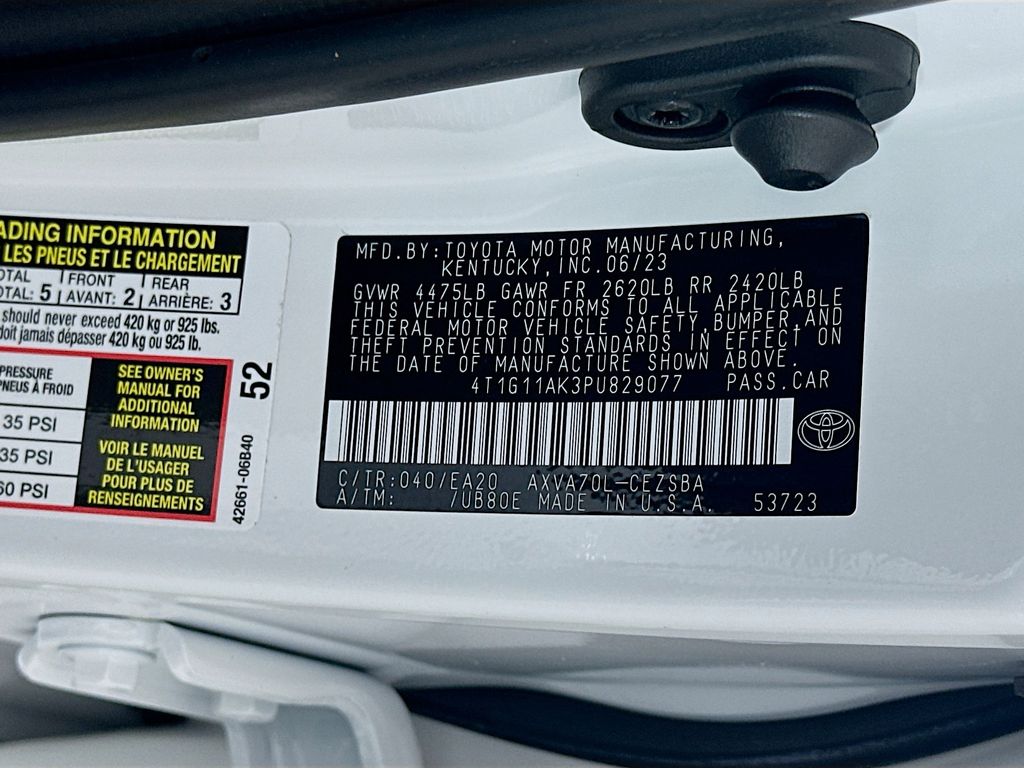 ADING INFORMATION
LES PNEUS ET LE CHARGEMENT
OTAL FRONT REAR
OTAL: 5 AVANT: 2 ARRIÈRE: 3
should never exceed 420 kg or 925 lbs.
doit jamais dépasser 420 kg ou 925 lb.
PRESSURE
PNEUS À FROID
35 PSI
35 PSI
60 PSI
SEE OWNER'S
MANUAL FOR
ADDITIONAL
INFORMATION
VOIR LE MANUEL
DE L'USAGER
POUR PLUS DE
RENSEIGNEMENTS
52
42661-06B40
MFD.BY:TOYOTA MOTOR MANUFACTURING,
KENTUCKY,INC.06/23
GVWR 4475LB GAWR FR 2620LB RR 2420LB
THIS VEHICLE CONFORMS TO ALL APPLICABLE
FEDERAL MOTOR VEHICLE SAFETY,BUMPER,AND
THEFT PREVENTION STANDARDS IN EFFECT ON
THE DATE OF MANUFACTURE SHOWN ABOVE.
4T1G11AK3PU829077 PASS.CAR
C/TR:040/EA20 AXVA70L-CEZSBA
A/TM: /UB80E MADE IN U.S.A. 53723